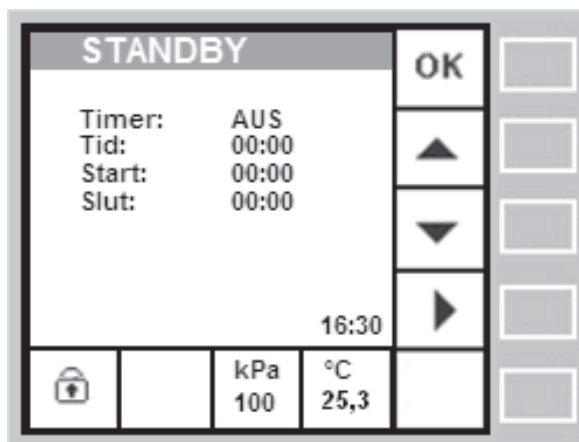 STANDBY
OK
Timer: AUS
Tid: 00:00
Start: 00:00
Slut: 00:00
16:30
kPa
100
°C
25,3